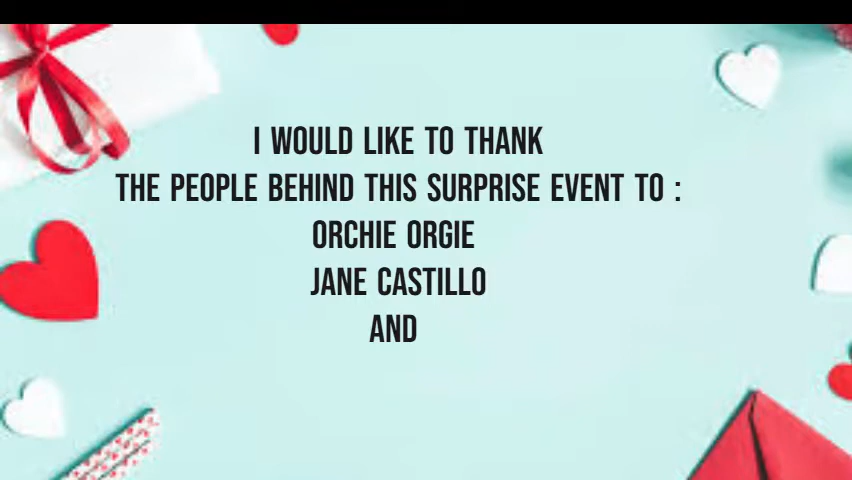 I WOULD LIKE TO THANK
THE PEOPLE BEHIND THIS SURPRISE EVENT TO :
ORCHIE ORGIE
JANE CASTILLO
AND